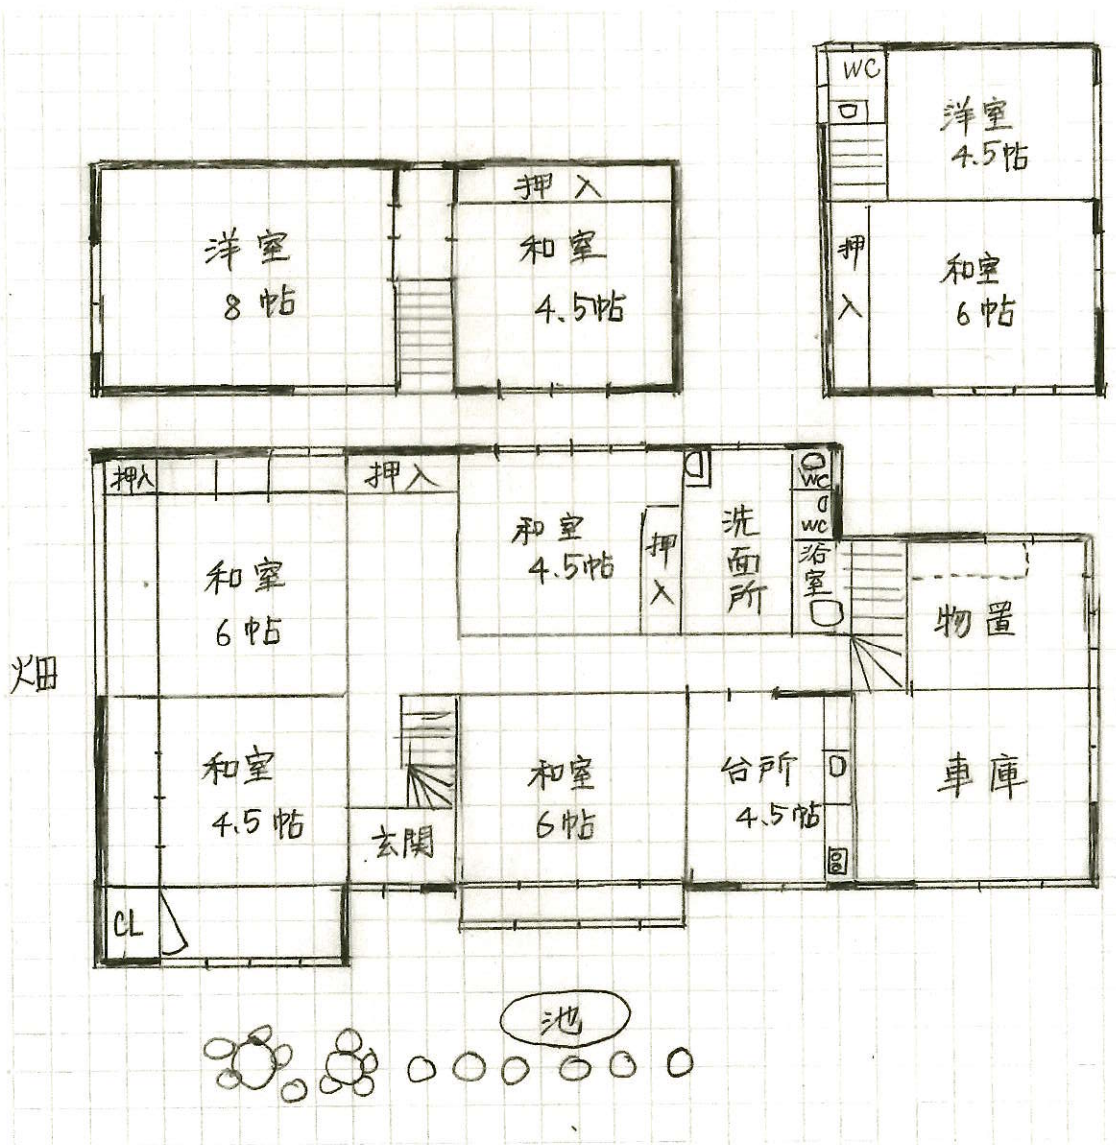 WC
洋室
4.5帖
押入
和室
6帖
洋室
8帖
押入
和室
4.5帖
押入
押入
和室
6帖
和室
4.5帖
押入
洗面所
WC
WC
浴室
物置
畑
和室
4.5帖
玄関
和室
6帖
台所
4.5帖
車庫
CL
池